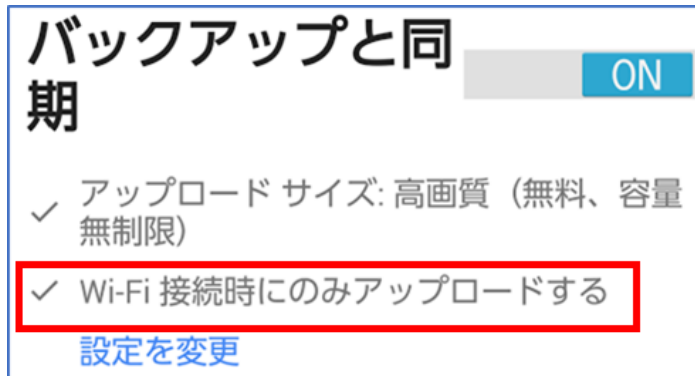 バックアップと同
期
ON
アップロード サイズ: 高画質（無料、容量
無制限）
Wi-Fi 接続時にのみアップロードする
設定を変更